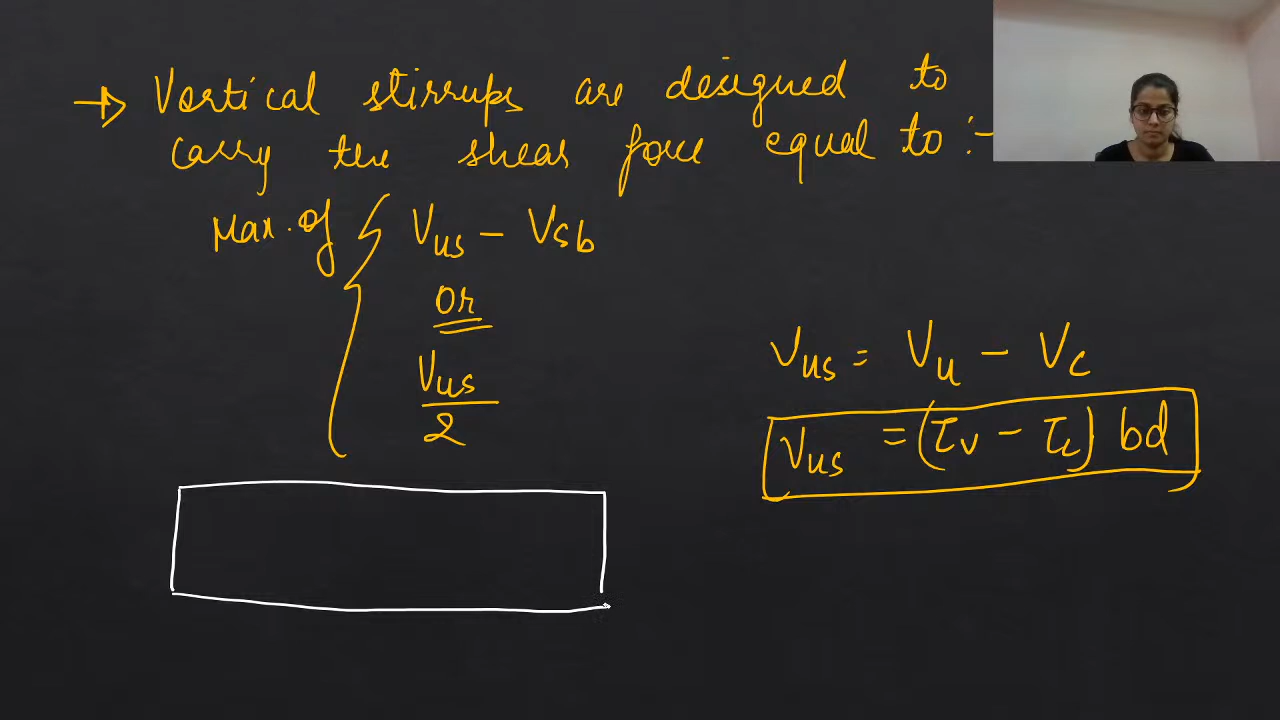 → Vertical stirrups are designed to
carry the shear force equal to :-
Max. of { Vus - Vsb
or
Vus/2
Vus = Vu - Vc
Vus = (τv - τc) bd